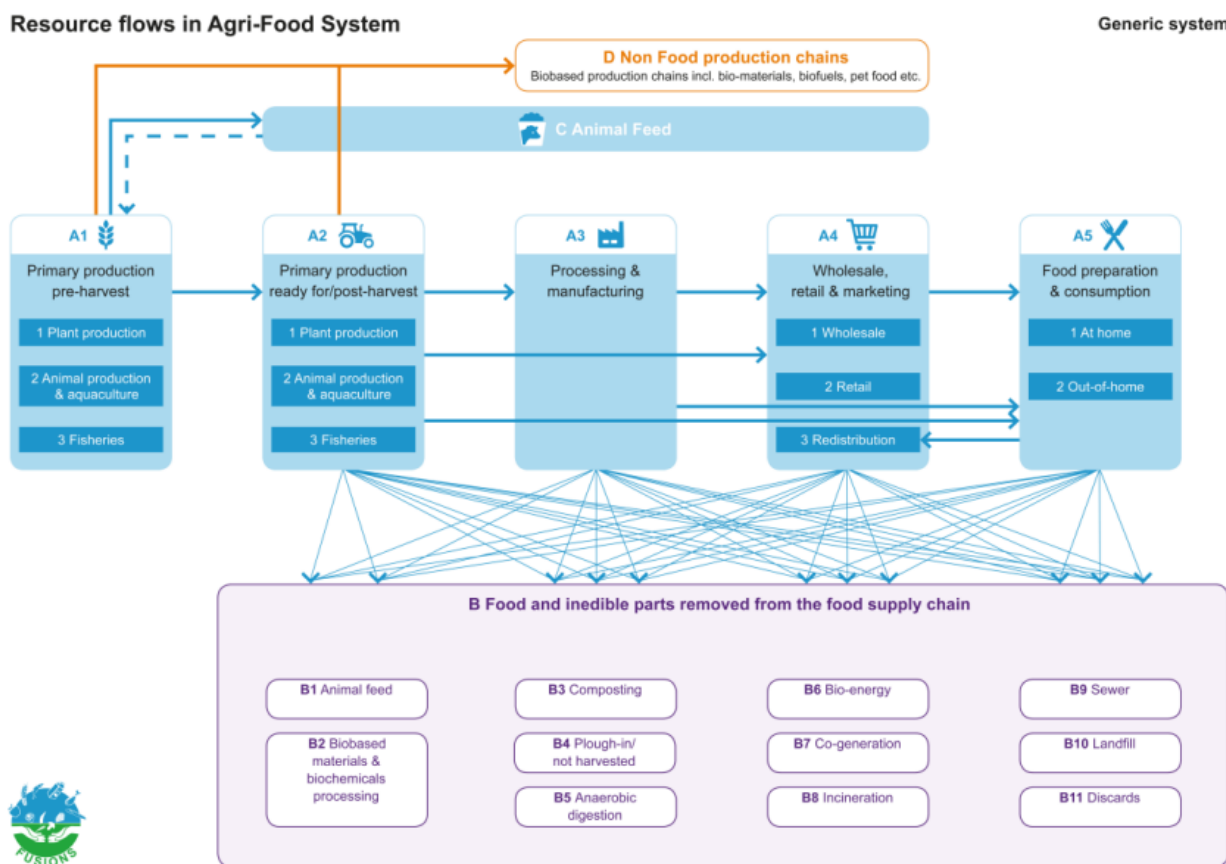 Resource flows in Agri-Food System
Generic system
D Non Food production chains
Biobased production chains incl. bio-materials, biofuels, pet food etc.
C Animal Feed
A1
Primary production
pre-harvest
1 Plant production
2 Animal production
& aquaculture
3 Fisheries
A2
Primary production
ready for/post-harvest
1 Plant production
2 Animal production
& aquaculture
3 Fisheries
A3
Processing &
manufacturing
A4
Wholesale,
retail & marketing
1 Wholesale
2 Retail
3 Redistribution
A5
Food preparation
& consumption
1 At home
2 Out-of-home
B Food and inedible parts removed from the food supply chain
B1 Animal feed
B2 Biobased
materials &
biochemicals
processing
B3 Composting
B4 Plough-in/
not harvested
B5 Anaerobic
digestion
B6 Bio-energy
B7 Co-generation
B8 Incineration
B9 Sewer
B10 Landfill
B11 Discards
FUSIONS